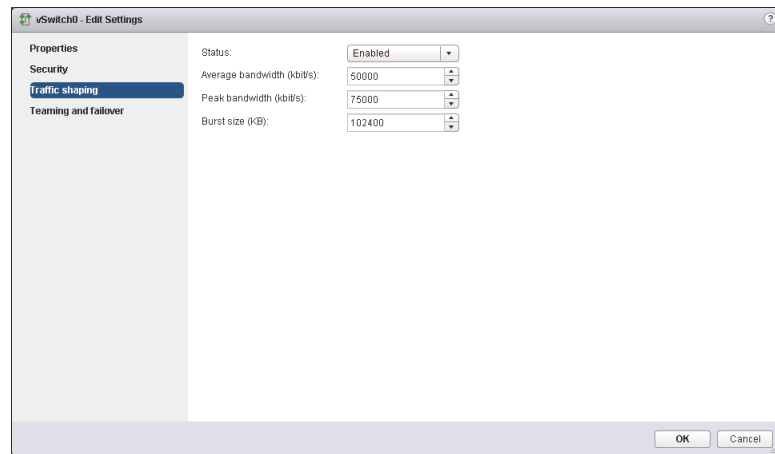 vSwitch0 - Edit Settings
?
Properties
Security
Traffic shaping
Teaming and failover
Status:
Enabled
Average bandwidth (kbit/s):
50000
Peak bandwidth (kbit/s):
75000
Burst size (KB):
102400
OK
Cancel